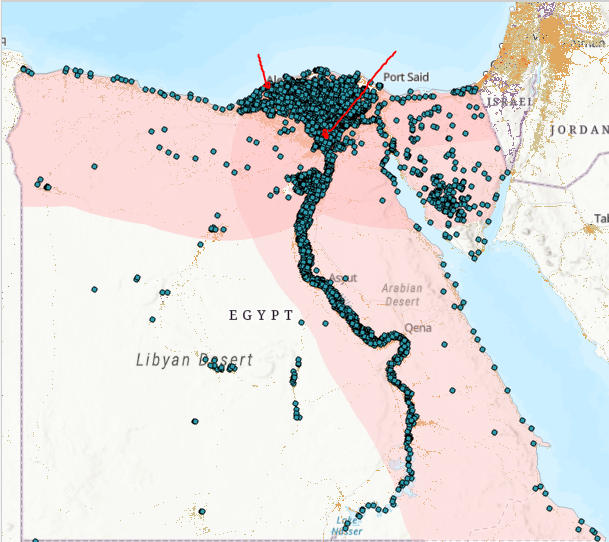 Port Said
ISRAEL
JORDAN
Asyut
Arabian
Desert
EGYPT
Qena
Libyan Desert
Lake
Nasser